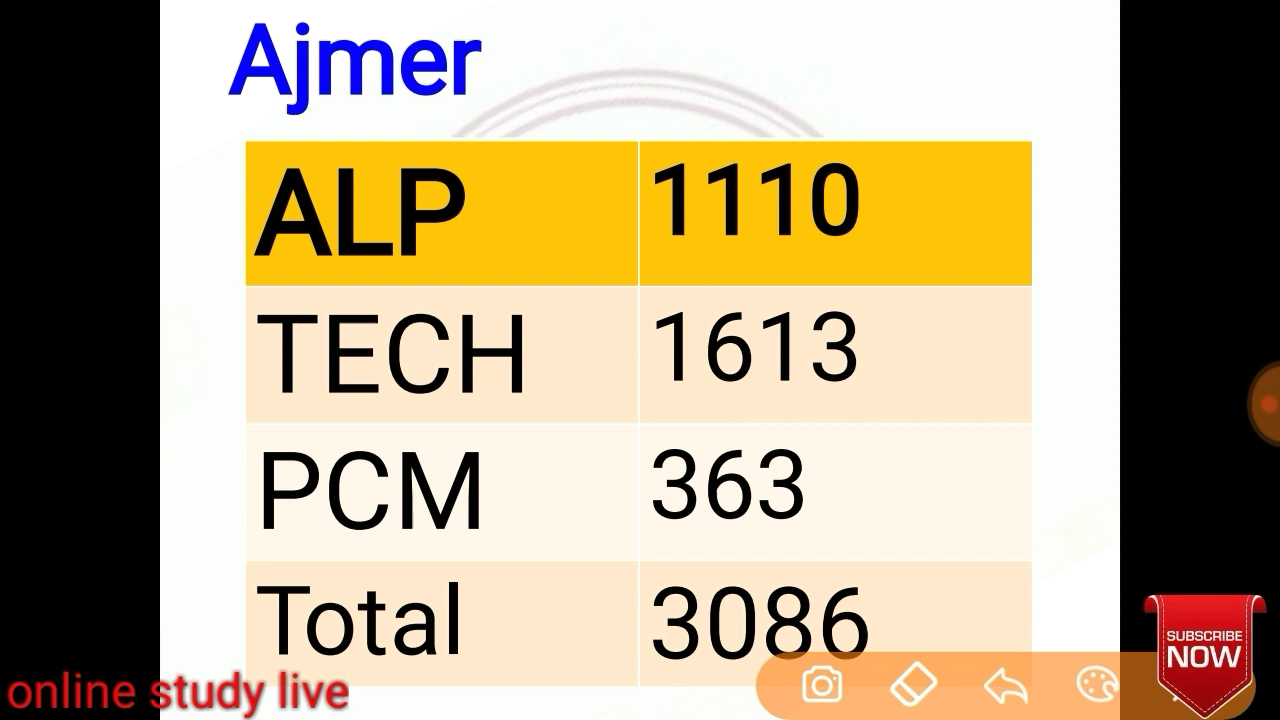 Ajmer
ALP 1110
TECH 1613
PCM 363
Total 3086
online study live
SUBSCRIBE
NOW